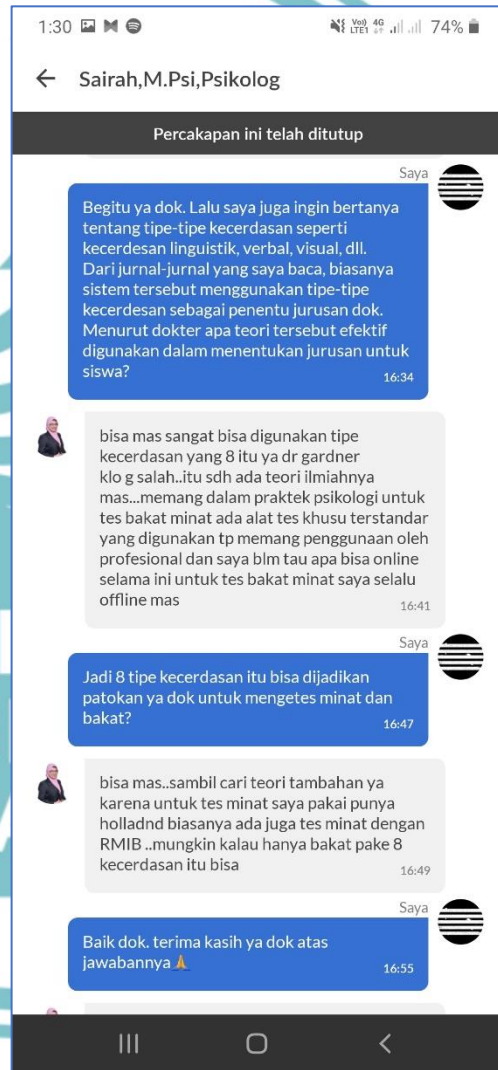 1:30 Voo) 4G LTE1 74%
Sairah,M.Psi,Psikolog
Percakapan ini telah ditutup
Saya
Begitu ya dok. Lalu saya juga ingin bertanya
tentang tipe-tipe kecerdasan seperti
kecerdesan linguistik, verbal, visual, dll.
Dari jurnal-jurnal yang saya baca, biasanya
sistem tersebut menggunakan tipe-tipe
kecerdasan sebagai penentu jurusan dok.
Menurut dokter apa teori tersebut efektif
digunakan dalam menentukan jurusan untuk
siswa?
16:34
bisa mas sangat bisa digunakan tipe
kecerdasan yang 8 itu ya dr gardner
klo g salah..itu sdh ada teori ilmiahnya
mas...memang dalam praktek psikologi untuk
tes bakat minat ada alat tes khusu terstandar
yang digunakan tp memang penggunaan oleh
profesional dan saya blm tau apa bisa online
selama ini untuk tes bakat minat saya selalu
offline mas
16:41
Saya
Jadi 8 tipe kecerdasan itu bisa dijadikan
patokan ya dok untuk mengetes minat dan
bakat?
16:47
bisa mas..sambil cari teori tambahan ya
karena untuk tes minat saya pakai punya
holladnd biasanya ada juga tes minat dengan
RMIB ..mungkin kalau hanya bakat pake 8
kecerdasan itu bisa
16:49
Saya
Baik dok. terima kasih ya dok atas
jawabannya🙏
16:55